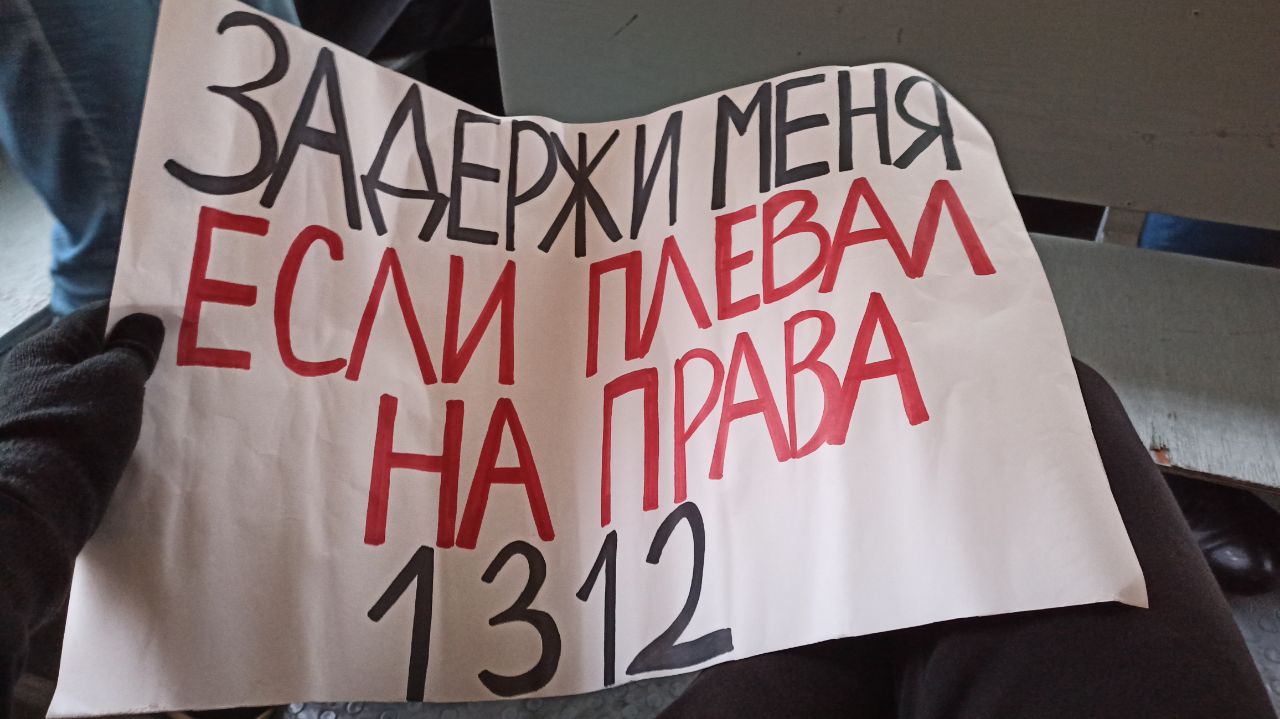 ЗАДЕРЖИ МЕНЯ
ЕСЛИ ПЛЕВАЛ
НА ПРАВА
1312